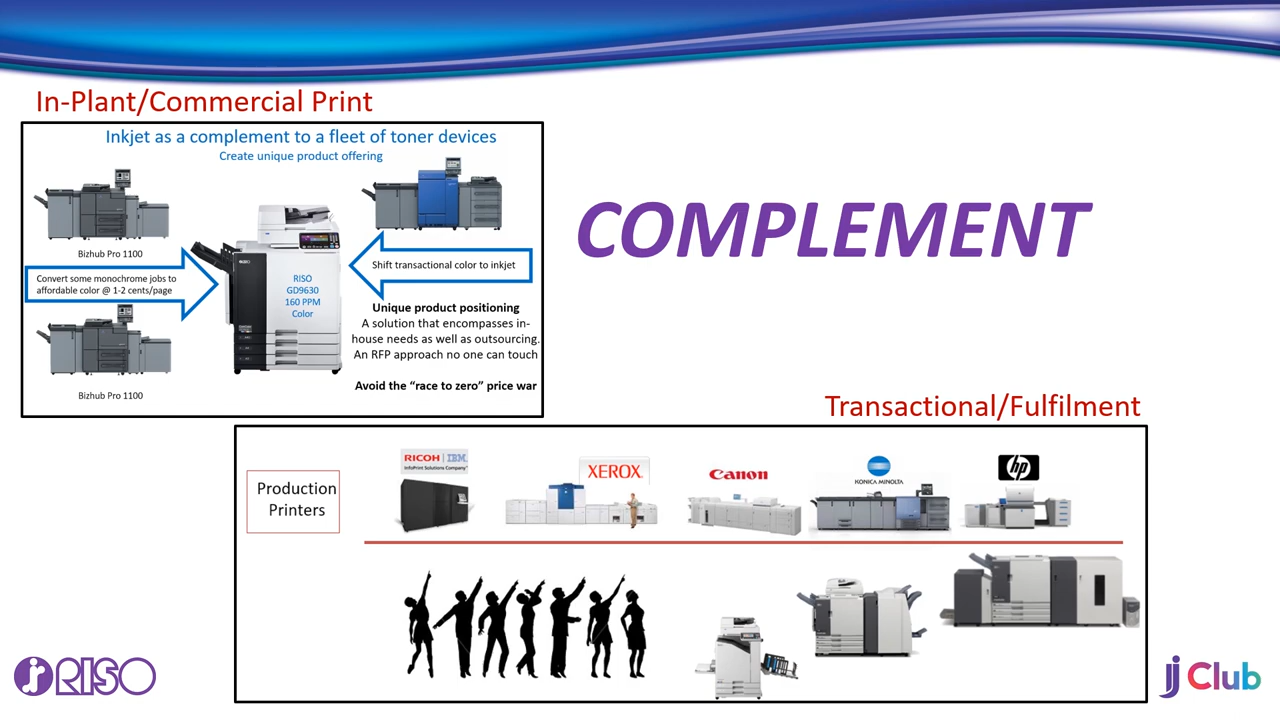 In-Plant/Commercial Print
Inkjet as a complement to a fleet of toner devices
Create unique product offering
Bizhub Pro 1100
Convert some monochrome jobs to
affordable color @ 1-2 cents/page
Bizhub Pro 1100
RISO
RISO
GD9630
160 PPM
Color
Shift transactional color to inkjet
Unique product positioning
A solution that encompasses in-
house needs as well as outsourcing.
An RFP approach no one can touch
Avoid the “race to zero” price war
COMPLEMENT
Transactional/Fulfilment
Production
Printers
RICOH IBM
InfoPrint Solutions Company
XEROX
Canon
KONICA MINOLTA
hp
RISO
Club